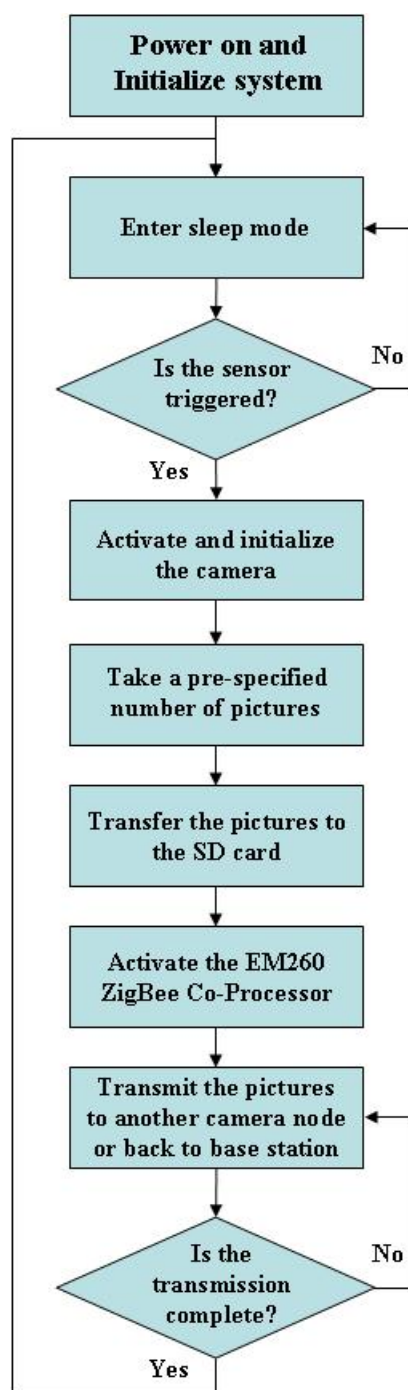 Power on and
Initialize system
Enter sleep mode
Is the sensor
triggered?
No
Yes
Activate and initialize
the camera
Take a pre-specified
number of pictures
Transfer the pictures to
the SD card
Activate the EM260
ZigBee Co-Processor
Transmit the pictures
to another camera node
or back to base station
Is the
transmission
complete?
No
Yes